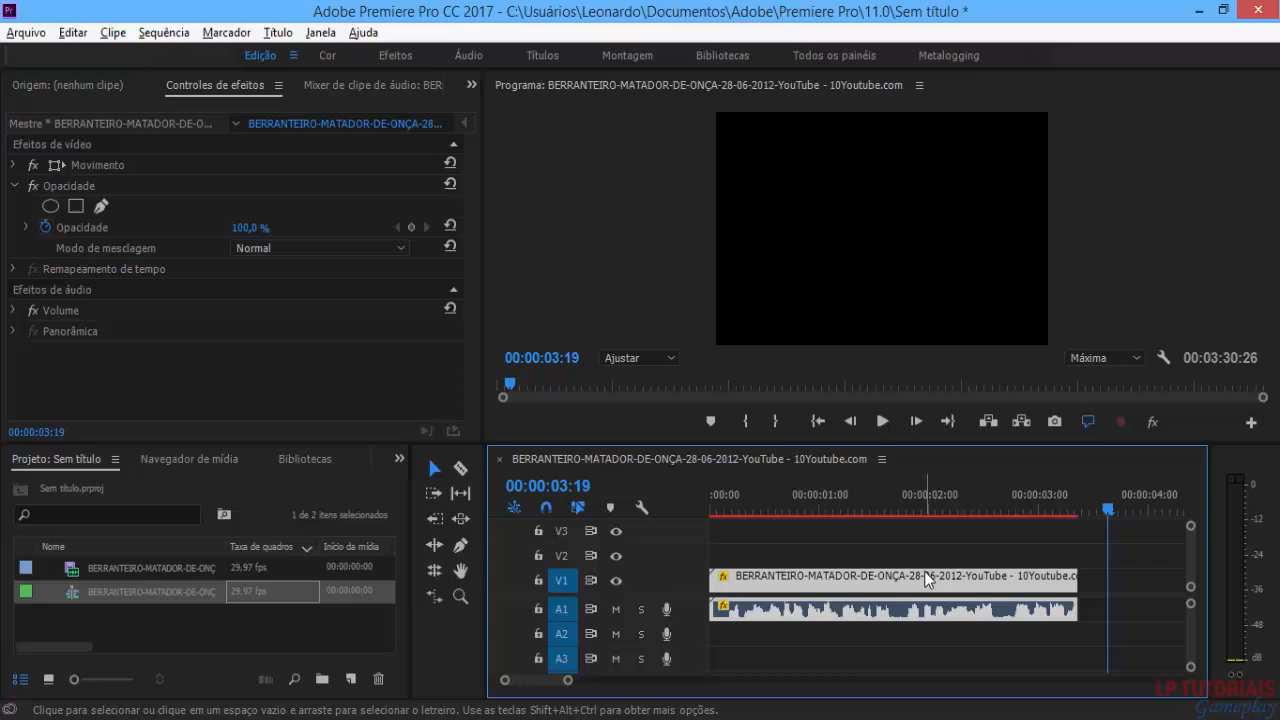 Adobe Premiere Pro CC 2017 - C:\Usuários\Leonardo\Documentos\Adobe\Premiere Pro\11.0\Sem título *
Arquivo Editar Clipe Sequência Marcador Título Janela Ajuda
Edição Cor Efeitos Áudio Títulos Montagem Bibliotecas Todos os painéis Metalogging
Origem: (nenhum clipe) Controles de efeitos Mixer de clipe de áudio: BER
Programa: BERRANTEIRO-MATADOR-DE-ONÇA-28-06-2012-YouTube - 10Youtube.com
Mestre * BERRANTEIRO-MATADOR-DE-O... BERRANTEIRO-MATADOR-DE-ONÇA-28...
Efeitos de vídeo
fx Movimento
fx Opacidade
Opacidade 100,0 %
Modo de mesclagem Normal
fx Remapeamento de tempo
Efeitos de áudio
fx Volume
fx Panorâmica
00:00:03:19
00:00:03:19 Ajustar Máxima 00:03:30:26
fx
Projeto: Sem título Navegador de mídia Bibliotecas
Sem título.prproj
1 de 2 itens selecionados
Nome Taxa de quadros Início da mídia
BERRANTEIRO-MATADOR-DE-ONÇ 29,97 fps 00:00:00:00
BERRANTEIRO-MATADOR-DE-ONÇ 29,97 fps 00:00:00:00
BERRANTEIRO-MATADOR-DE-ONÇA-28-06-2012-YouTube - 10Youtube.com
00:00:03:19
:00:00 00:00:01:00 00:00:02:00 00:00:03:00 00:00:04:00
V3
V2
V1 fx BERRANTEIRO-MATADOR-DE-ONÇA-28-06-2012-YouTube - 10Youtube.co
A1 M S fx
A2 M S
A3 M S
0
-12
-24
-36
-48
dB
S S
LP TUTORIAIS
Gameplay
Clique para selecionar ou clique em um espaço vazio e arraste para selecionar o letreiro. Use as teclas Shift+Alt+Ctrl para obter mais opções.